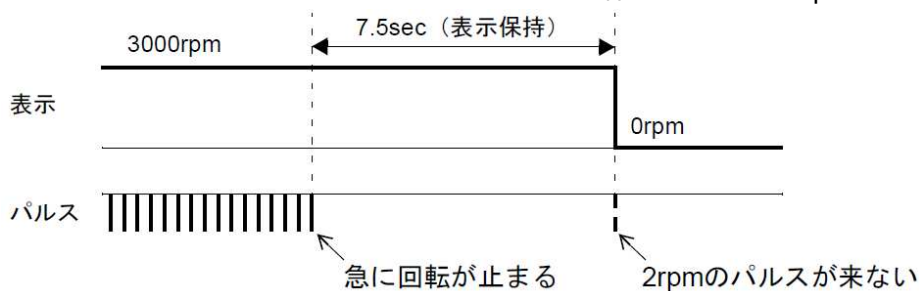 7.5sec（表示保持）
3000rpm
表示
0rpm
パルス
急に回転が止まる
2rpmのパルスが来ない